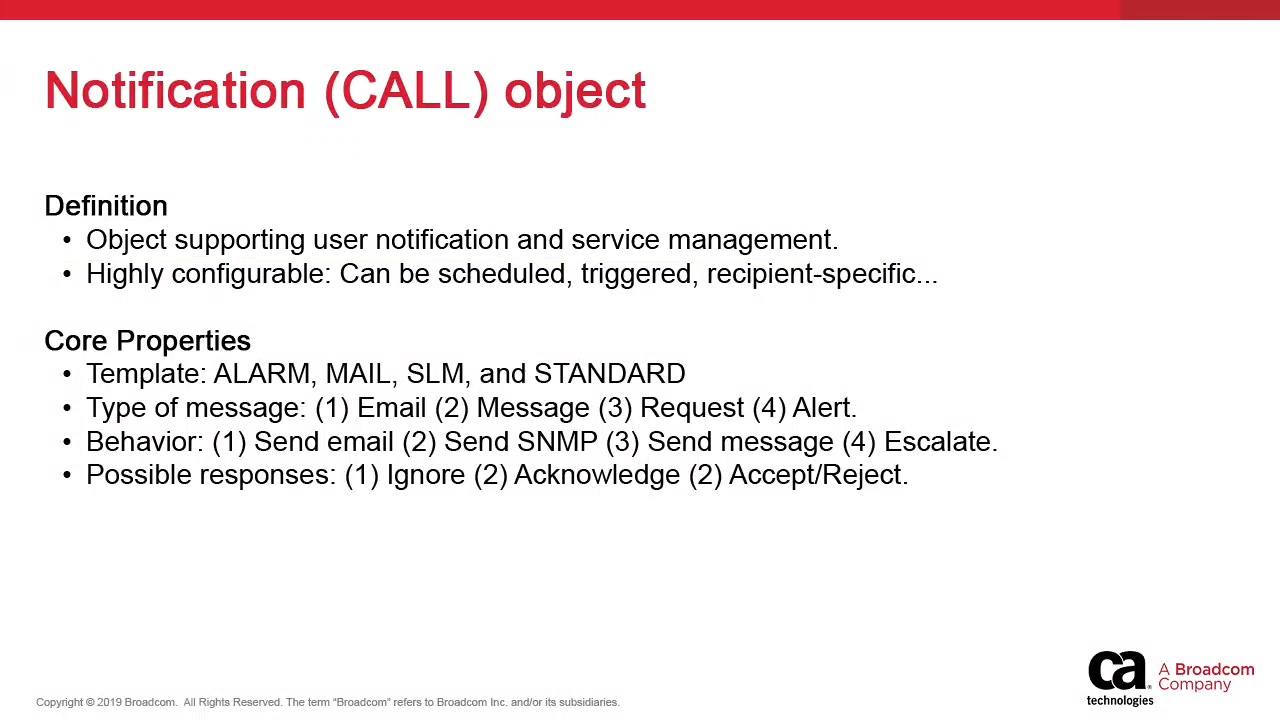 Notification (CALL) object
Definition
• Object supporting user notification and service management.
• Highly configurable: Can be scheduled, triggered, recipient-specific...
Core Properties
• Template: ALARM, MAIL, SLM, and STANDARD
• Type of message: (1) Email (2) Message (3) Request (4) Alert.
• Behavior: (1) Send email (2) Send SNMP (3) Send message (4) Escalate.
• Possible responses: (1) Ignore (2) Acknowledge (2) Accept/Reject.
ca
technologies
A Broadcom
Company
Copyright © 2019 Broadcom. All Rights Reserved. The term “Broadcom” refers to Broadcom Inc. and/or its subsidiaries.